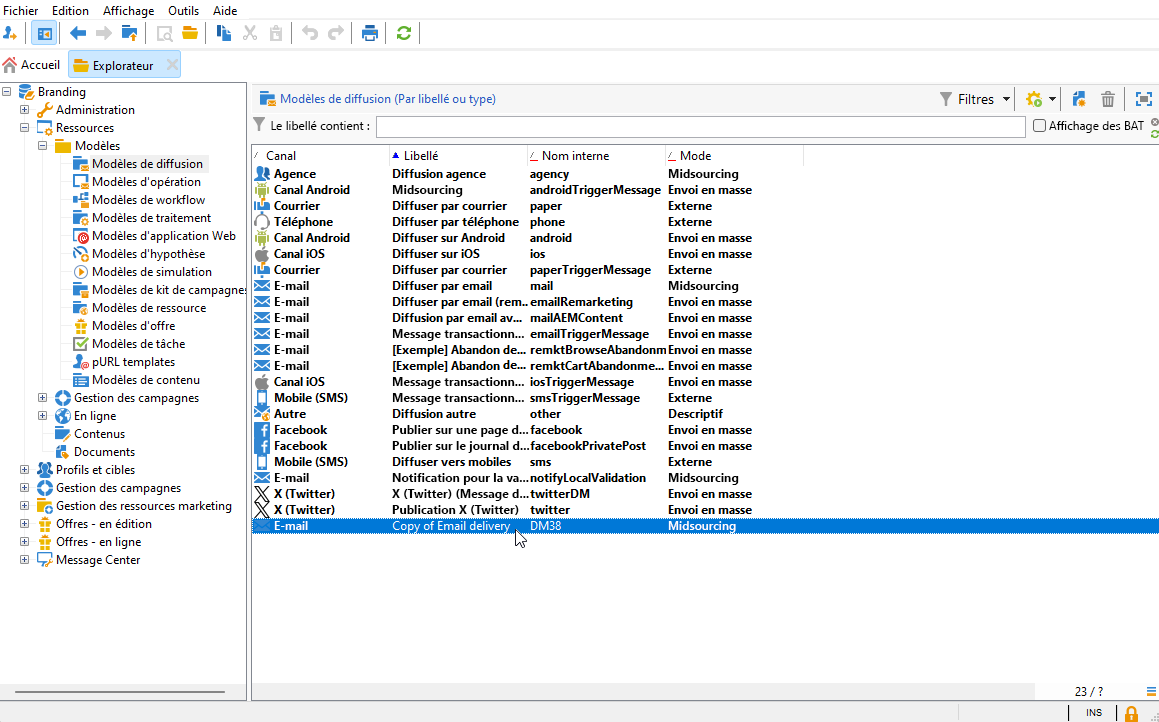 Fichier Edition Affichage Outils Aide
Accueil Explorateur
Branding
Administration
Ressources
Modèles
Modèles de diffusion
Modèles d'opération
Modèles de workflow
Modèles de traitement
Modèles d'application Web
Modèles d'hypothèse
Modèles de simulation
Modèles de kit de campagnes
Modèles de ressource
Modèles d'offre
Modèles de tâche
pURL templates
Modèles de contenu
Gestion des campagnes
En ligne
Contenus
Documents
Profils et cibles
Gestion des campagnes
Gestion des ressources marketing
Offres - en édition
Offres - en ligne
Message Center
Modèles de diffusion (Par libellé ou type) Filtres
Le libellé contient : Affichage des BAT
Canal Libellé Nom interne Mode
Agence Diffusion agence agency Midsourcing
Canal Android Midsourcing androidTriggerMessage Envoi en masse
Courrier Diffuser par courrier paper Externe
Téléphone Diffuser par téléphone phone Externe
Canal Android Diffuser sur Android android Envoi en masse
Canal iOS Diffuser sur iOS ios Envoi en masse
Courrier Diffuser par courrier paperTriggerMessage Externe
E-mail Diffuser par email mail Midsourcing
E-mail Diffuser par email (rem... emailRemarketing Envoi en masse
E-mail Diffusion par email av... mailAEMContent Envoi en masse
E-mail Message transactionn... emailTriggerMessage Envoi en masse
E-mail [Exemple] Abandon de... remktBrowseAbandonm Envoi en masse
E-mail [Exemple] Abandon de... remktCartAbandonme... Envoi en masse
Canal iOS Message transactionn... iosTriggerMessage Envoi en masse
Mobile (SMS) Message transactionn... smsTriggerMessage Externe
Autre Diffusion autre other Descriptif
Facebook Publier sur une page d... facebook Envoi en masse
Facebook Publier sur le journal d... facebookPrivatePost Envoi en masse
Mobile (SMS) Diffuser vers mobiles sms Externe
E-mail Notification pour la va... notifyLocalValidation Midsourcing
X (Twitter) X (Twitter) (Message d... twitterDM Envoi en masse
X (Twitter) Publication X (Twitter) twitter Envoi en masse
E-mail Copy of Email delivery DM38 Midsourcing
23 / ?
INS